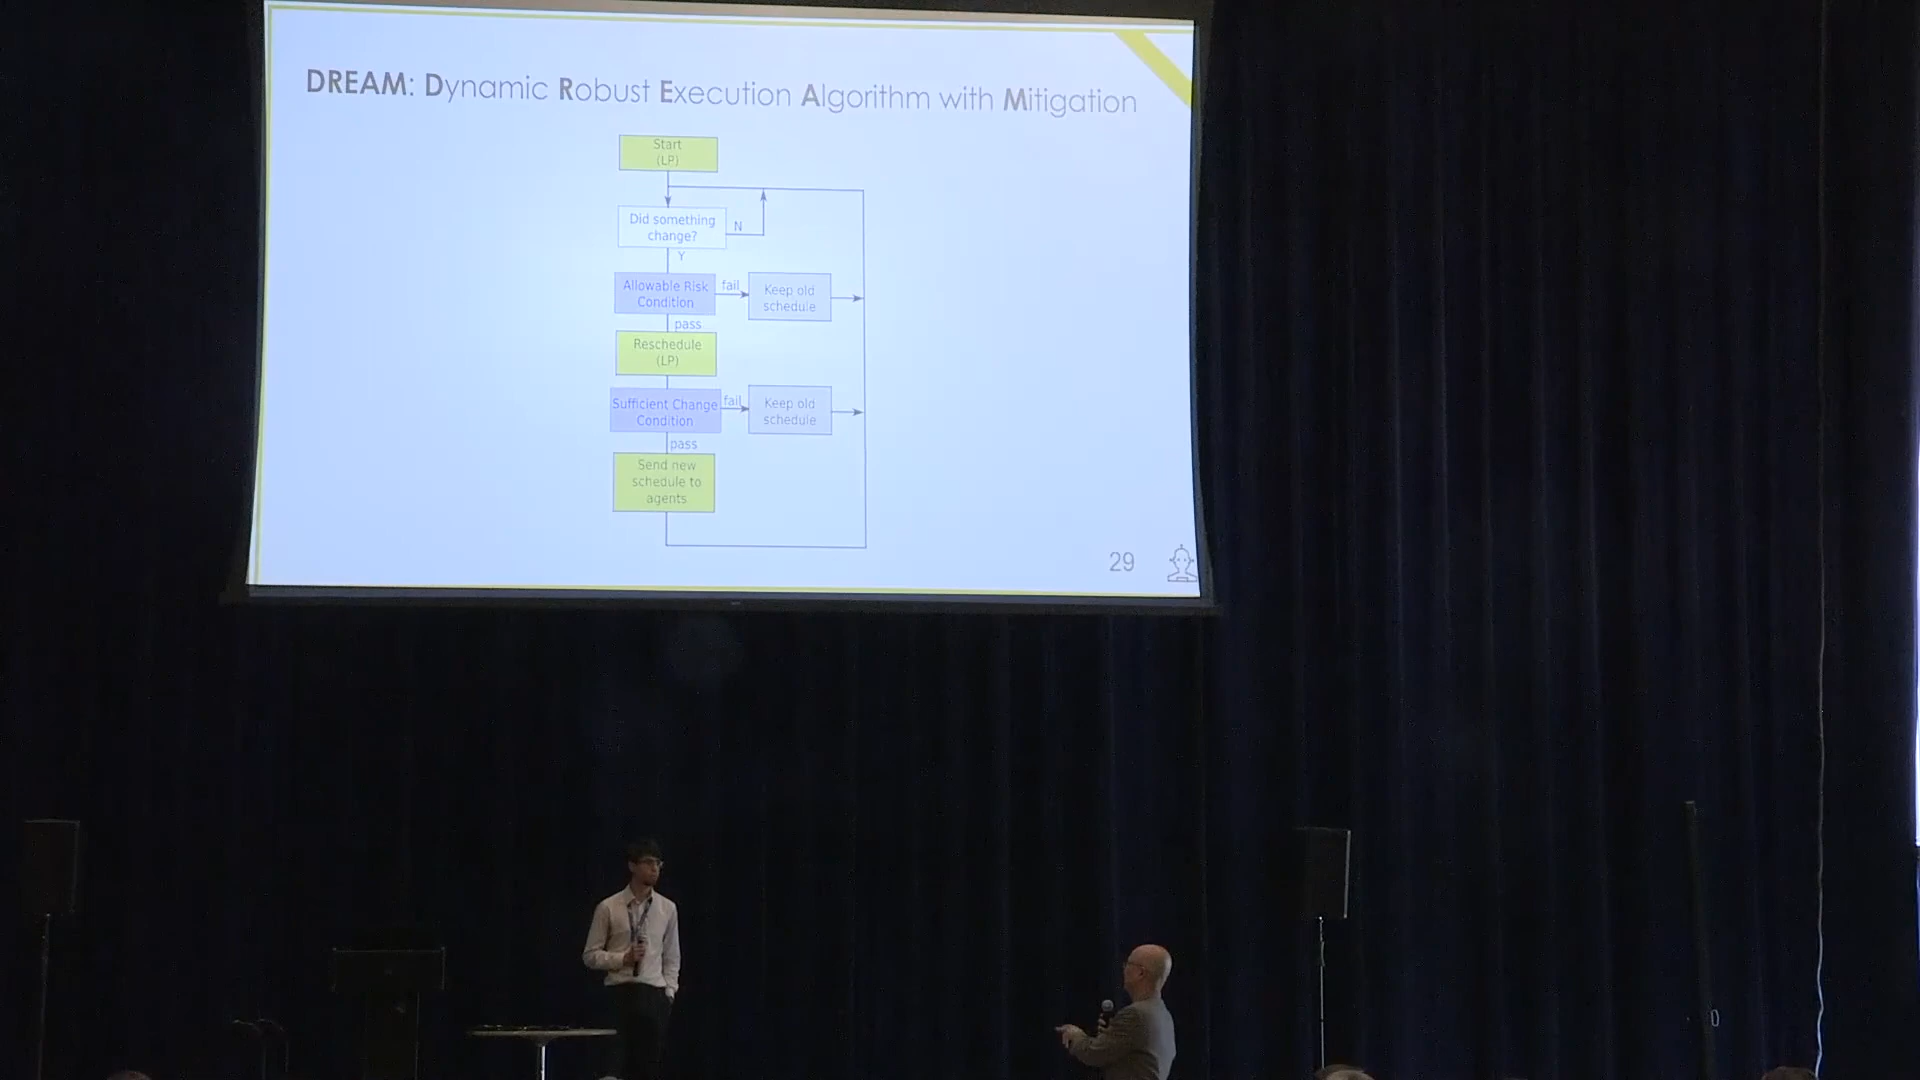 DREAM: Dynamic Robust Execution Algorithm with Mitigation
Start
(LP)
Did something
change?
N
Y
Allowable Risk
Condition
fail
Keep old
schedule
pass
Reschedule
(LP)
Sufficient Change
Condition
fail
Keep old
schedule
pass
Send new
schedule to
agents
29